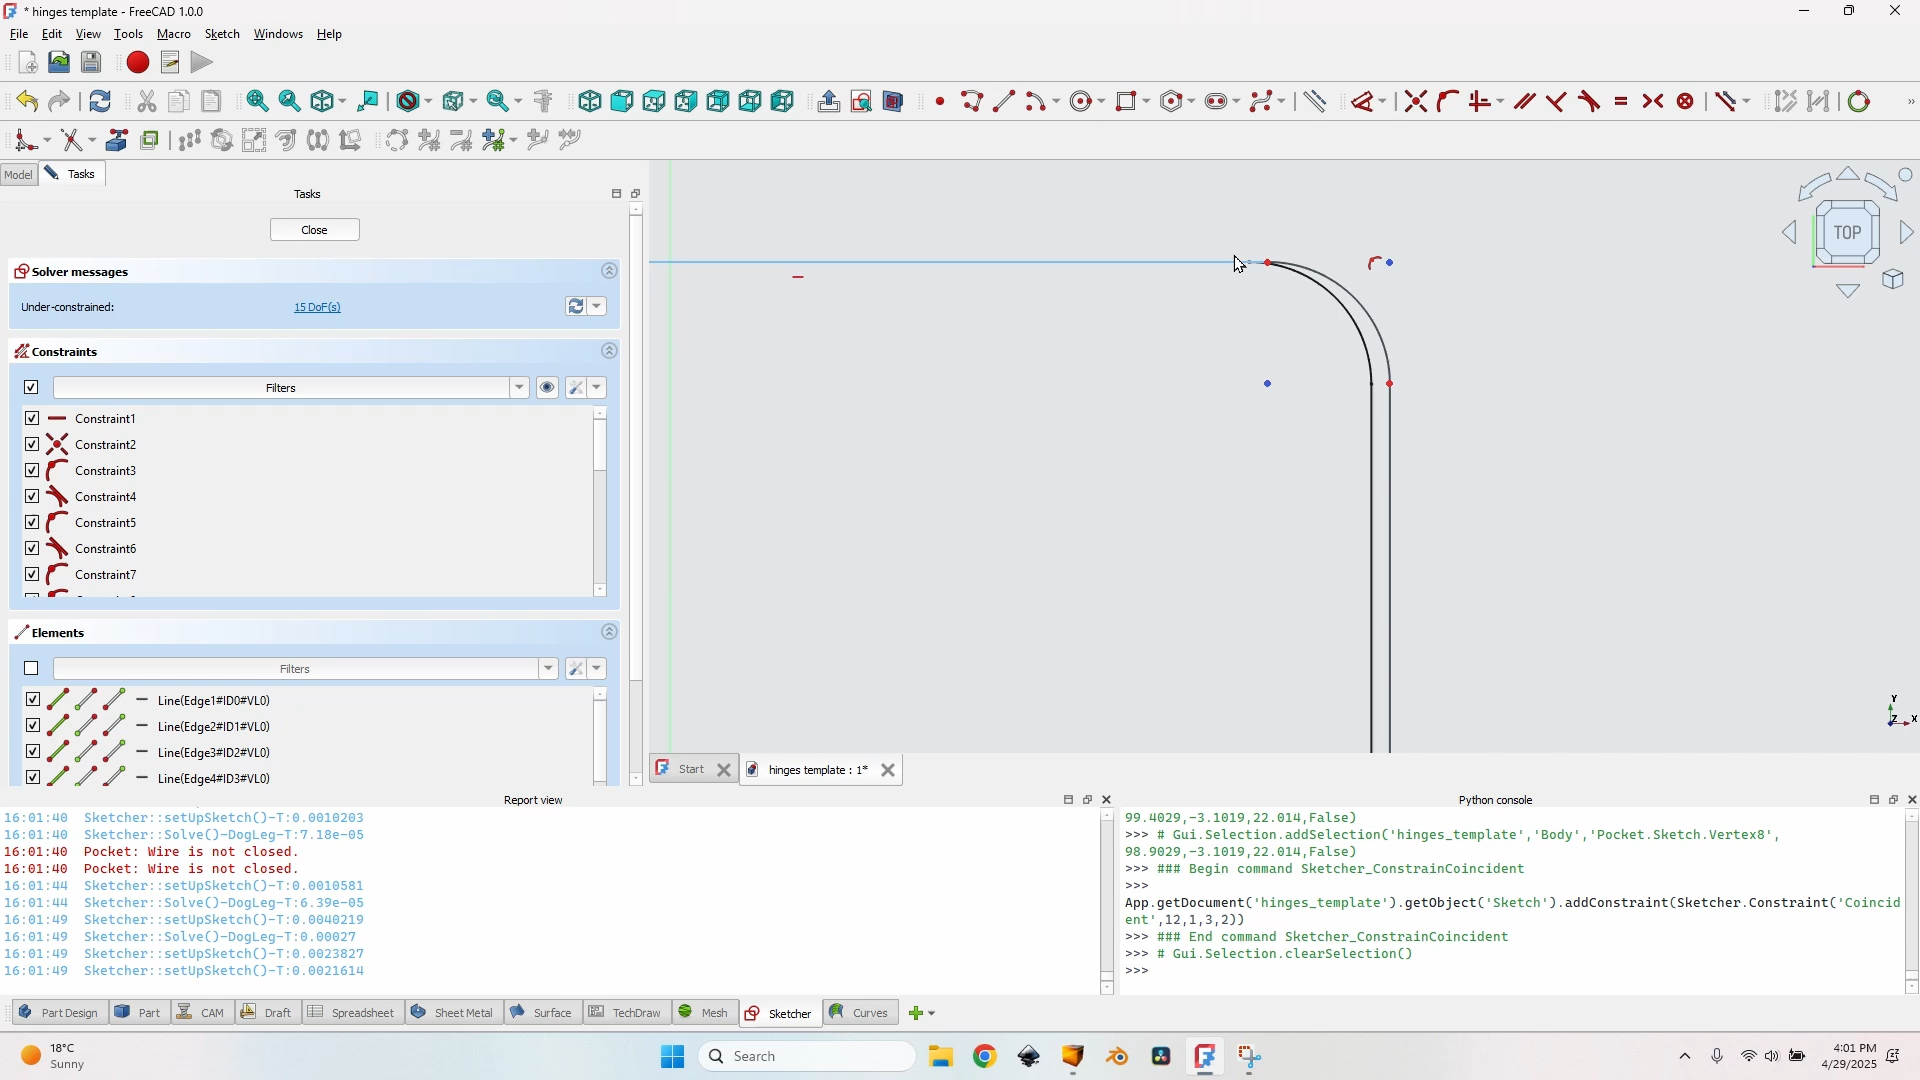 * hinges template - FreeCAD 1.0.0
File Edit View Tools Macro Sketch Windows Help
»
Model Tasks
Tasks
Close
Solver messages
Under-constrained: 15 DoF(s)
Constraints
Filters
Constraint1
Constraint2
Constraint3
Constraint4
Constraint5
Constraint6
Constraint7
Elements
Filters
Line(Edge1#ID0#VL0)
Line(Edge2#ID1#VL0)
Line(Edge3#ID2#VL0)
Line(Edge4#ID3#VL0)
TOP
Y
Z X
Start hinges template : 1*
Report view
16:01:40 Sketcher::setUpSketch()-T:0.0010203
16:01:40 Sketcher::Solve()-DogLeg-T:7.18e-05
16:01:40 Pocket: Wire is not closed.
16:01:40 Pocket: Wire is not closed.
16:01:44 Sketcher::setUpSketch()-T:0.0010581
16:01:44 Sketcher::Solve()-DogLeg-T:6.39e-05
16:01:49 Sketcher::setUpSketch()-T:0.0040219
16:01:49 Sketcher::Solve()-DogLeg-T:0.00027
16:01:49 Sketcher::setUpSketch()-T:0.0023827
16:01:49 Sketcher::setUpSketch()-T:0.0021614
Python console
99.4029,-3.1019,22.014,False)
>>> # Gui.Selection.addSelection('hinges_template','Body','Pocket.Sketch.Vertex8',
98.9029,-3.1019,22.014,False)
>>> ### Begin command Sketcher_ConstrainCoincident
>>>
App.getDocument('hinges_template').getObject('Sketch').addConstraint(Sketcher.Constraint('Coincid
ent',12,1,3,2))
>>> ### End command Sketcher_ConstrainCoincident
>>> # Gui.Selection.clearSelection()
>>>
Part Design Part CAM Draft Spreadsheet Sheet Metal Surface TechDraw Mesh Sketcher Curves
18°C
Sunny
Search
4:01 PM
4/29/2025